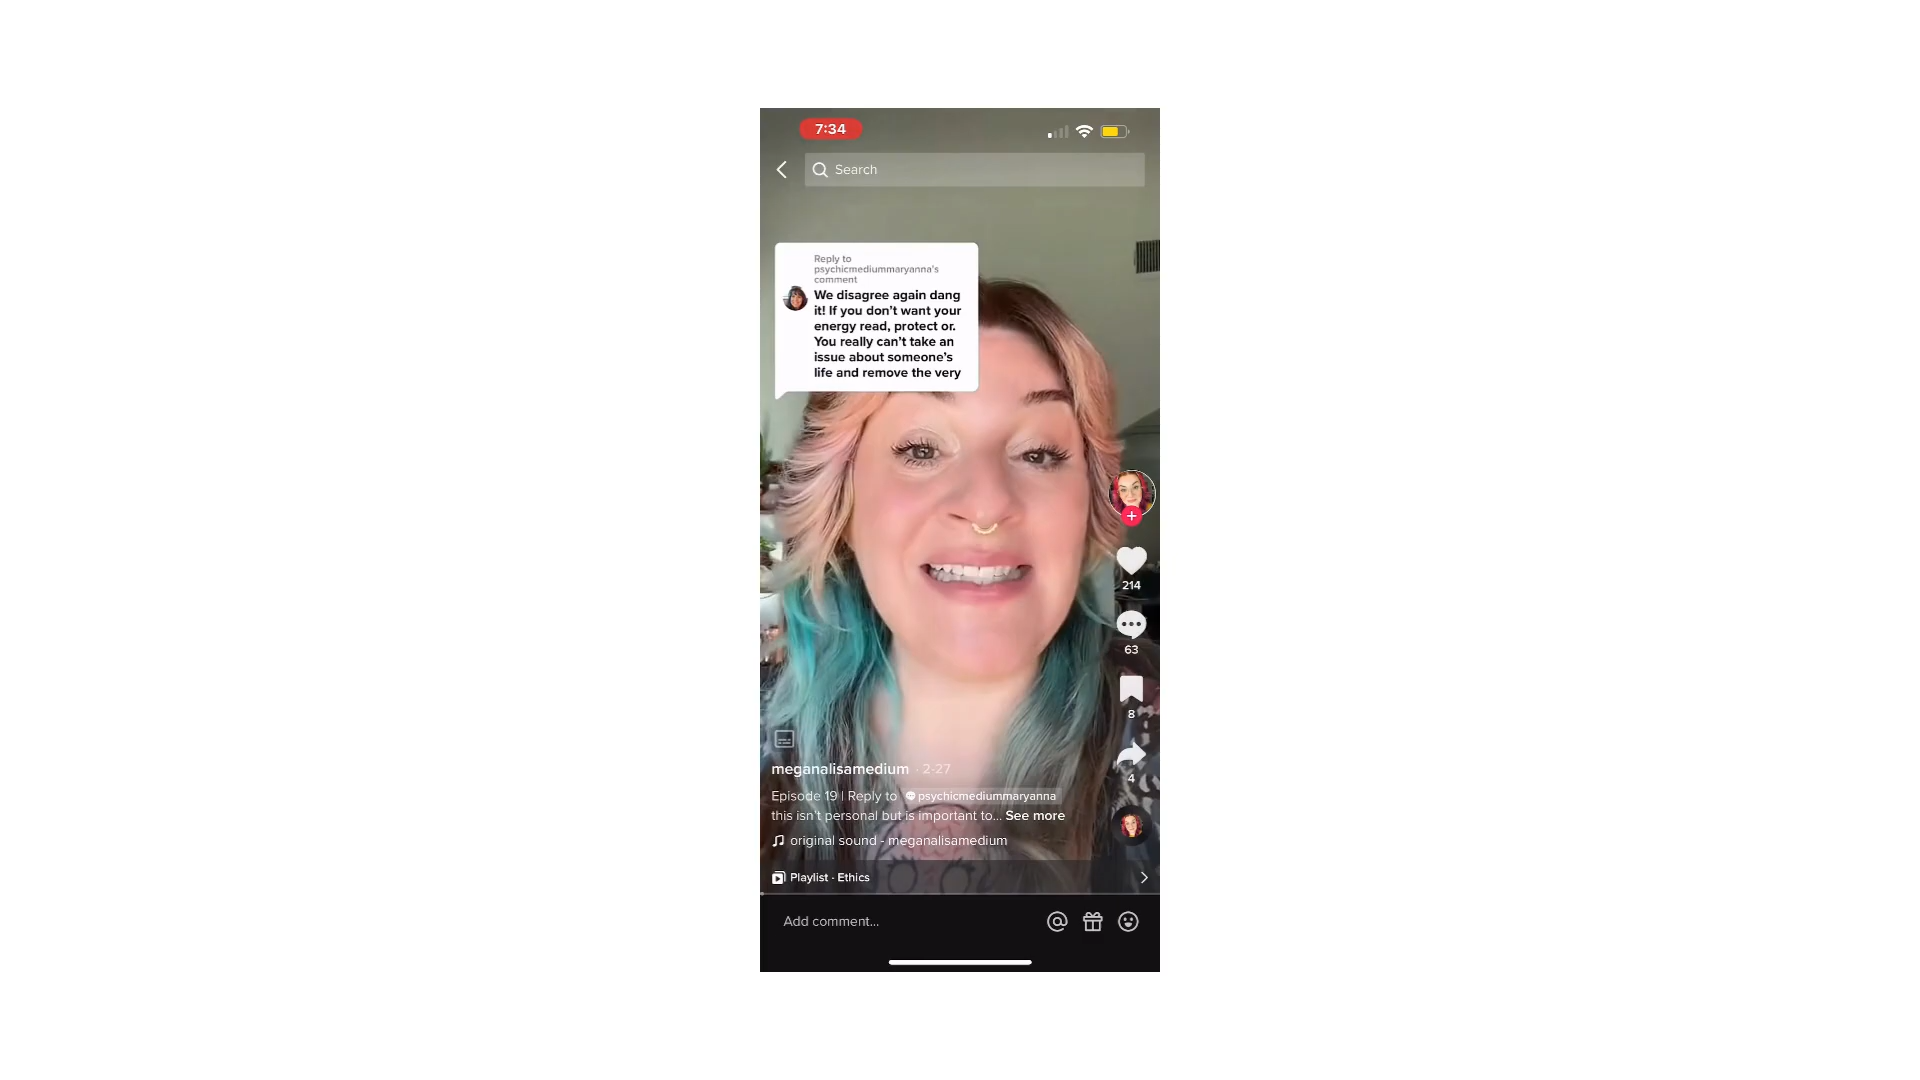 7:34
Search
Reply to
psychicmediummaryanna's
comment
We disagree again dang
it! If you don't want your
energy read, protect or.
You really can't take an
issue about someone's
life and remove the very
214
63
8
4
meganalisamedium · 2-27
Episode 19 | Reply to psychicmediummaryanna
this isn't personal but is important to... See more
original sound - meganalisamedium
Playlist · Ethics
Add comment...